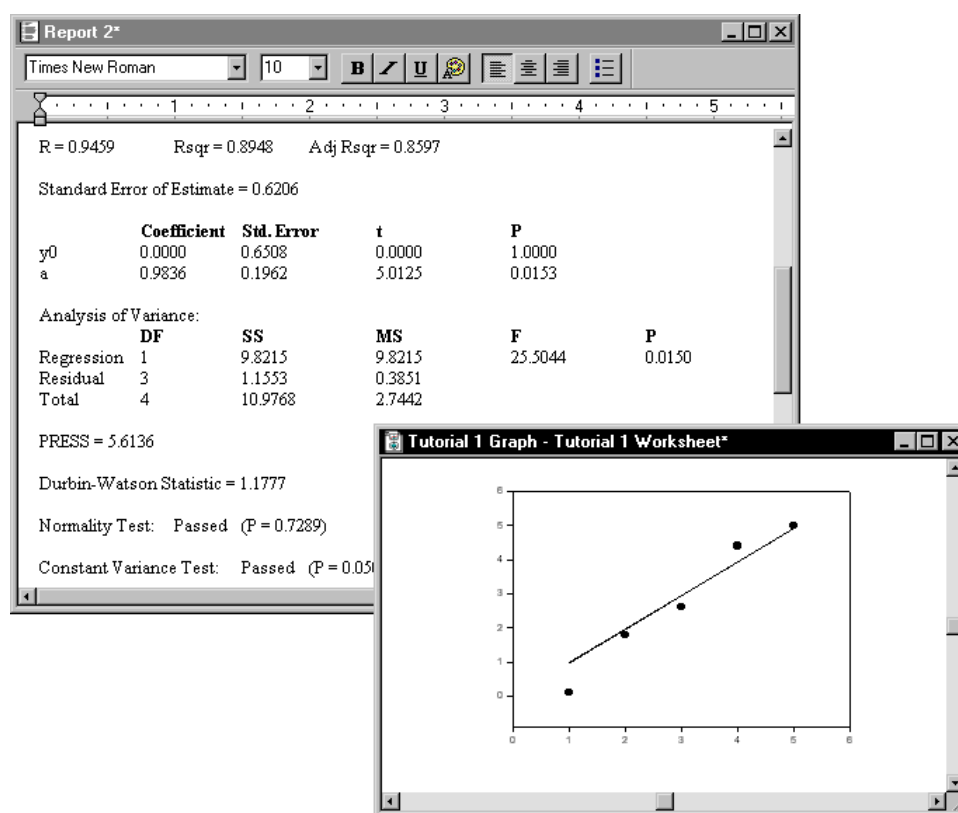 Report 2*
Times New Roman 10 B I U
1 2 3 4 5
R = 0.9459 Rsqr = 0.8948 Adj Rsqr = 0.8597
Standard Error of Estimate = 0.6206
Coefficient Std. Error t P
y0 0.0000 0.6508 0.0000 1.0000
a 0.9836 0.1962 5.0125 0.0153
Analysis of Variance:
DF SS MS F P
Regression 1 9.8215 9.8215 25.5044 0.0150
Residual 3 1.1553 0.3851
Total 4 10.9768 2.7442
PRESS = 5.6136
Durbin-Watson Statistic = 1.1777
Normality Test: Passed (P = 0.7289)
Constant Variance Test: Passed (P = 0.05
Tutorial 1 Graph - Tutorial 1 Worksheet*
6
5
4
3
2
1
0
0 1 2 3 4 5 6